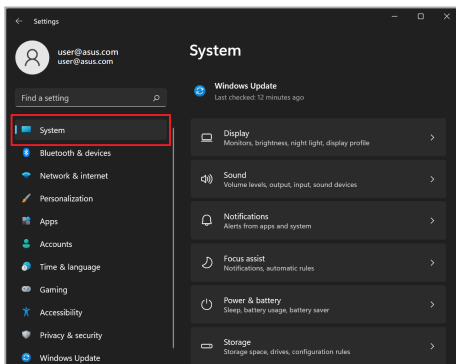 Settings
user@asus.com
user@asus.com
Find a setting
System
Bluetooth & devices
Network & internet
Personalization
Apps
Accounts
Time & language
Gaming
Accessibility
Privacy & security
Windows Update
System
Windows Update
Last checked: 12 minutes ago
Display
Monitors, brightness, night light, display profile
Sound
Volume levels, output, input, sound devices
Notifications
Alerts from apps and system
Focus assist
Notifications, automatic rules
Power & battery
Sleep, battery usage, battery saver
Storage
Storage space, drives, configuration rules